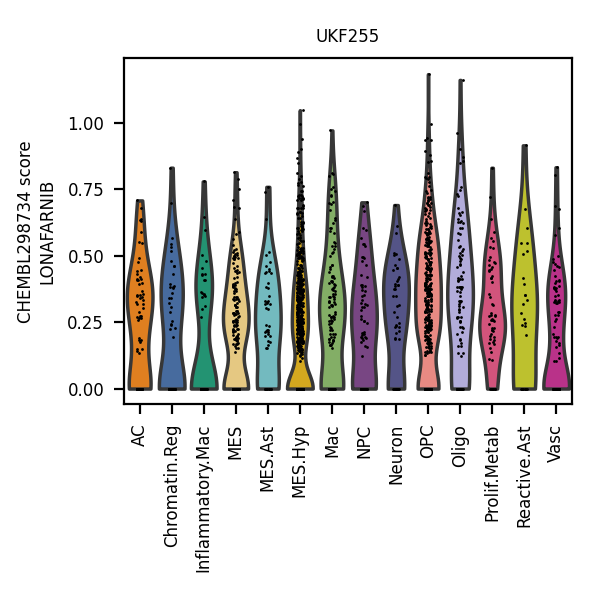 UKF255
CHEMBL298734 score
LONAFARNIB
1.00
0.75
0.50
0.25
0.00
AC
Chromatin.Reg
Inflammatory.Mac
MES
MES.Ast
MES.Hyp
Mac
NPC
Neuron
OPC
Oligo
Prolif.Metab
Reactive.Ast
Vasc